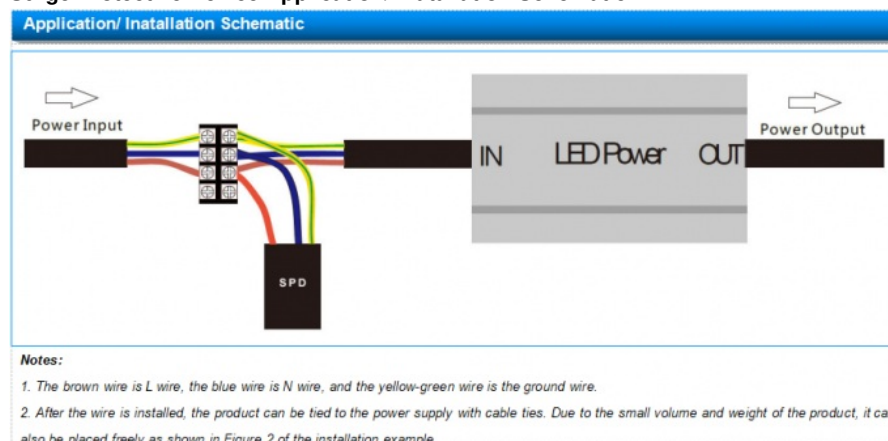 Application/ Inatallation Schematic
Power Input
Power Output
IN LED Power OUT
SPD
Notes:
1. The brown wire is L wire, the blue wire is N wire, and the yellow-green wire is the ground wire.
2. After the wire is installed, the product can be tied to the power supply with cable ties. Due to the small volume and weight of the product, it ca
also be placed freely as shown in Figure 2 of the installation example